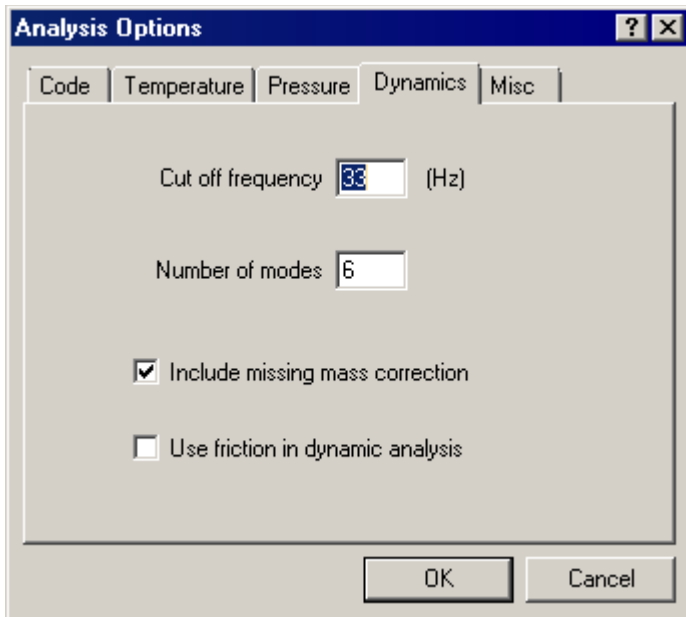 Analysis Options
Code Temperature Pressure Dynamics Misc
Cut off frequency 33 (Hz)
Number of modes 6
Include missing mass correction
Use friction in dynamic analysis
OK Cancel